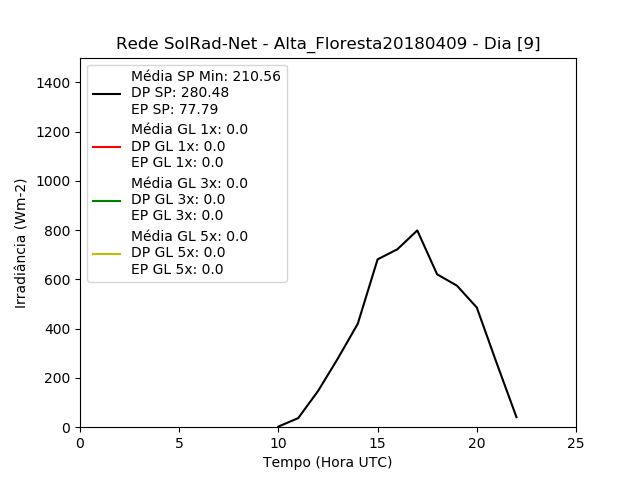 Rede SolRad-Net - Alta_Floresta20180409 - Dia [9]
Média SP Min: 210.56
DP SP: 280.48
EP SP: 77.79
Média GL 1x: 0.0
DP GL 1x: 0.0
EP GL 1x: 0.0
Média GL 3x: 0.0
DP GL 3x: 0.0
EP GL 3x: 0.0
Média GL 5x: 0.0
DP GL 5x: 0.0
EP GL 5x: 0.0
Irradiância (Wm-2)
1400
1200
1000
800
600
400
200
0
0 5 10 15 20 25
Tempo (Hora UTC)